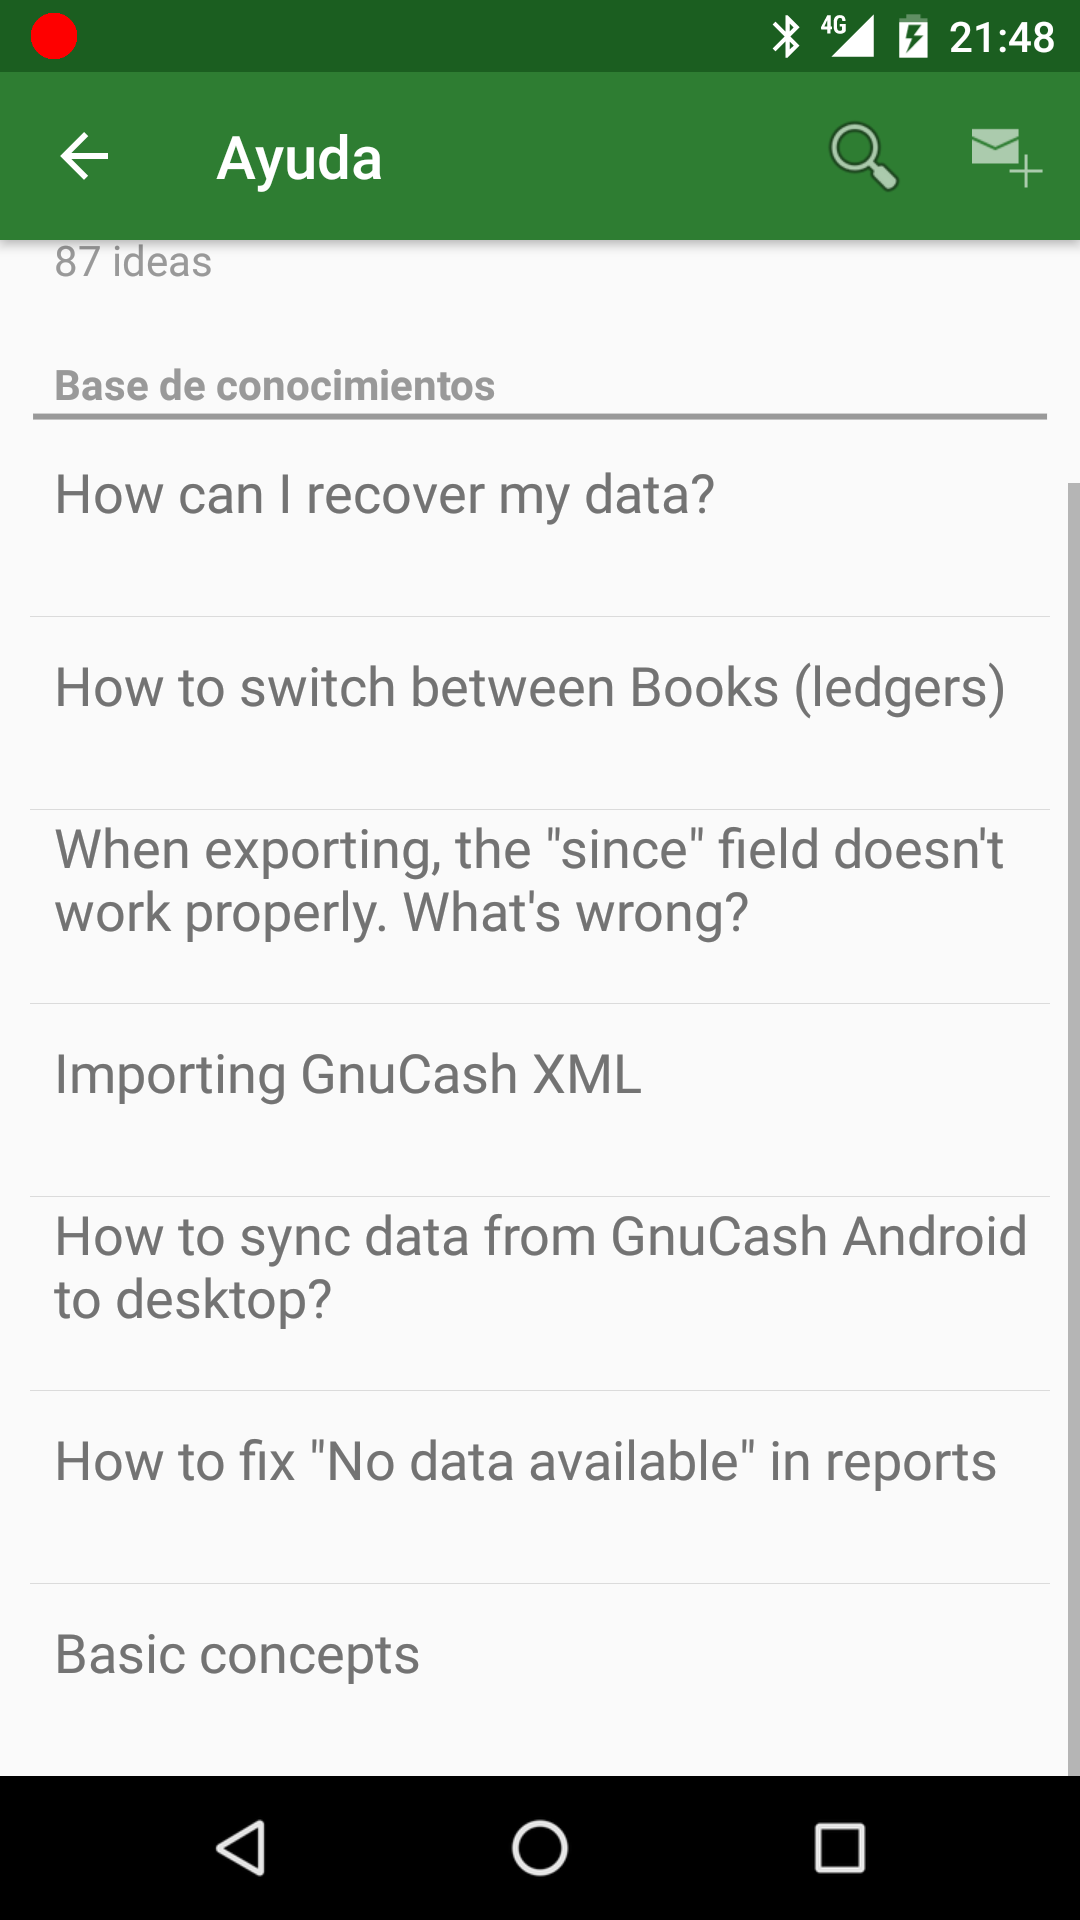 4G 21:48
Ayuda
87 ideas
Base de conocimientos
How can I recover my data?
How to switch between Books (ledgers)
When exporting, the "since" field doesn't
work properly. What's wrong?
Importing GnuCash XML
How to sync data from GnuCash Android
to desktop?
How to fix "No data available" in reports
Basic concepts